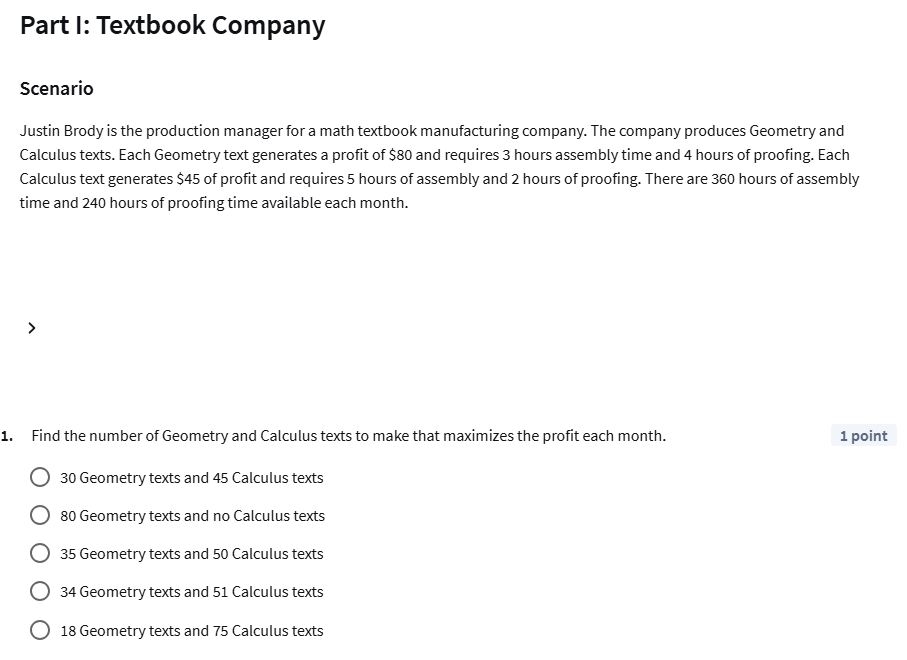 Part I: Textbook Company
Scenario
Justin Brody is the production manager for a math textbook manufacturing company. The company produces Geometry and
Calculus texts. Each Geometry text generates a profit of $80 and requires 3 hours assembly time and 4 hours of proofing. Each
Calculus text generates $45 of profit and requires 5 hours of assembly and 2 hours of proofing. There are 360 hours of assembly
time and 240 hours of proofing time available each month.
1. Find the number of Geometry and Calculus texts to make that maximizes the profit each month. 1 point
30 Geometry texts and 45 Calculus texts
80 Geometry texts and no Calculus texts
35 Geometry texts and 50 Calculus texts
34 Geometry texts and 51 Calculus texts
18 Geometry texts and 75 Calculus texts